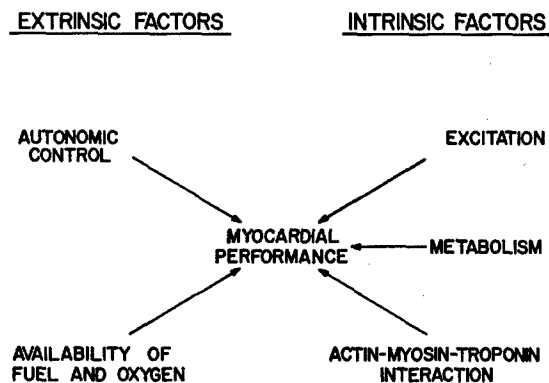 EXTRINSIC FACTORS
INTRINSIC FACTORS
AUTONOMIC
CONTROL
EXCITATION
MYOCARDIAL
PERFORMANCE
METABOLISM
AVAILABILITY OF
FUEL AND OXYGEN
ACTIN-MYOSIN-TROPONIN
INTERACTION